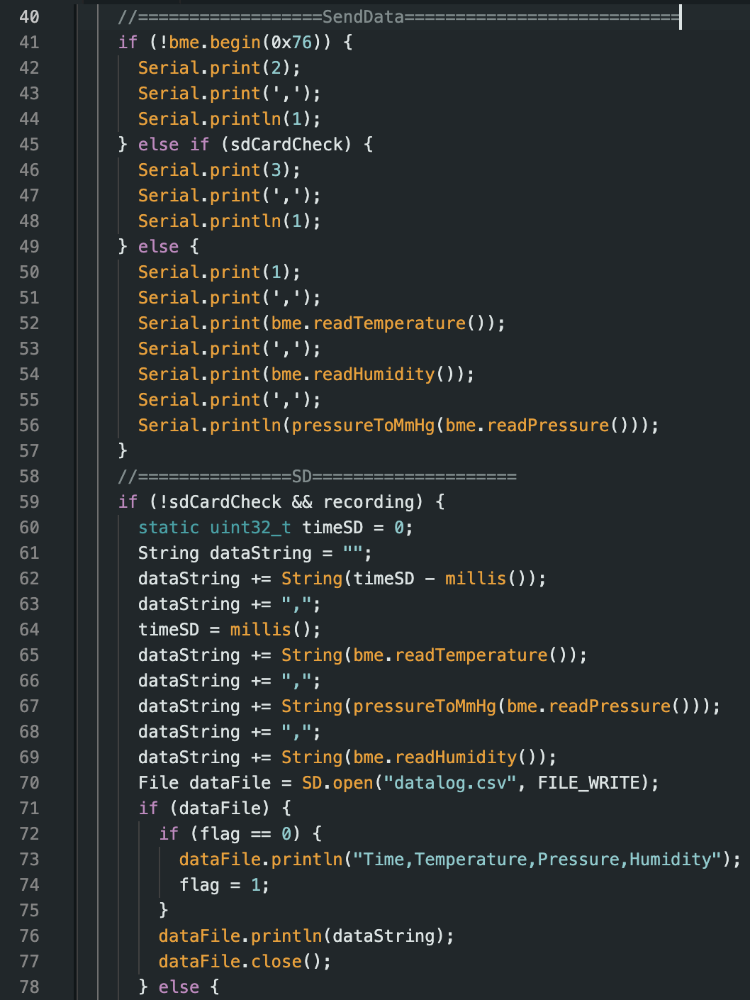 40 //==================SendData===========================
41 if (!bme.begin(0x76)) {
42 Serial.print(2);
43 Serial.print(',');
44 Serial.println(1);
45 } else if (sdCardCheck) {
46 Serial.print(3);
47 Serial.print(',');
48 Serial.println(1);
49 } else {
50 Serial.print(1);
51 Serial.print(',');
52 Serial.print(bme.readTemperature());
53 Serial.print(',');
54 Serial.print(bme.readHumidity());
55 Serial.print(',');
56 Serial.println(pressureToMmHg(bme.readPressure()));
57 }
58 //===============SD====================
59 if (!sdCardCheck && recording) {
60 static uint32_t timeSD = 0;
61 String dataString = "";
62 dataString += String(timeSD - millis());
63 dataString += ",";
64 timeSD = millis();
65 dataString += String(bme.readTemperature());
66 dataString += ",";
67 dataString += String(pressureToMmHg(bme.readPressure()));
68 dataString += ",";
69 dataString += String(bme.readHumidity());
70 File dataFile = SD.open("datalog.csv", FILE_WRITE);
71 if (dataFile) {
72 if (flag == 0) {
73 dataFile.println("Time,Temperature,Pressure,Humidity");
74 flag = 1;
75 }
76 dataFile.println(dataString);
77 dataFile.close();
78 } else {